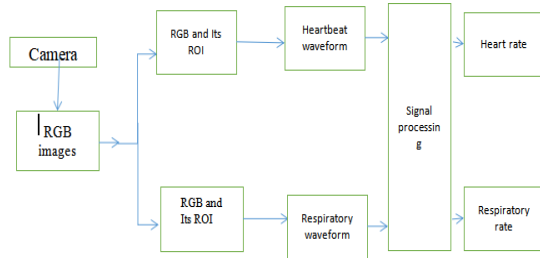 Camera
RGB
images
RGB and Its
ROI
Heartbeat
waveform
Signal
processin
g
Heart rate
RGB and
Its ROI
Respiratory
waveform
Respiratory
rate